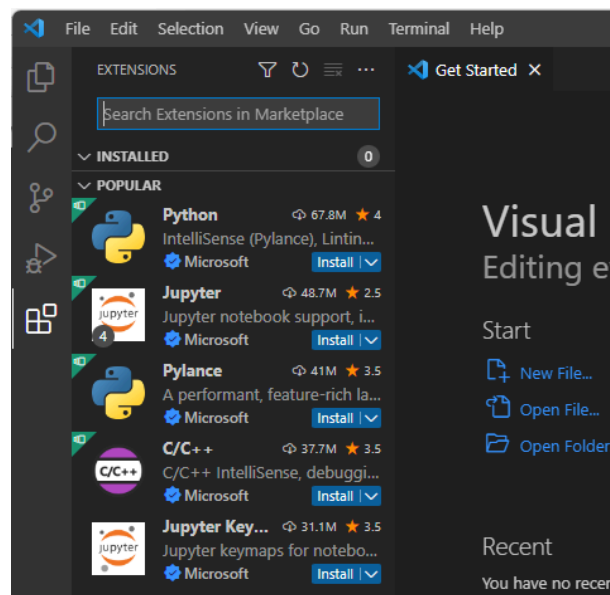 File Edit Selection View Go Run Terminal Help
EXTENSIONS
Get Started
Search Extensions in Marketplace
INSTALLED 0
POPULAR
Python 67.8M 4
IntelliSense (Pylance), Lintin...
Microsoft Install
Jupyter 48.7M 2.5
jupyter
Jupyter notebook support, i...
4
Microsoft Install
Pylance 41M 3.5
A performant, feature-rich la...
Microsoft Install
C/C++ 37.7M 3.5
C/C++
C/C++ IntelliSense, debuggi...
Microsoft Install
Jupyter Key... 31.1M 3.5
jupyter
Jupyter keymaps for notebo...
Microsoft Install
Visual
Editing e
Start
New File...
Open File...
Open Folder
Recent
You have no recen